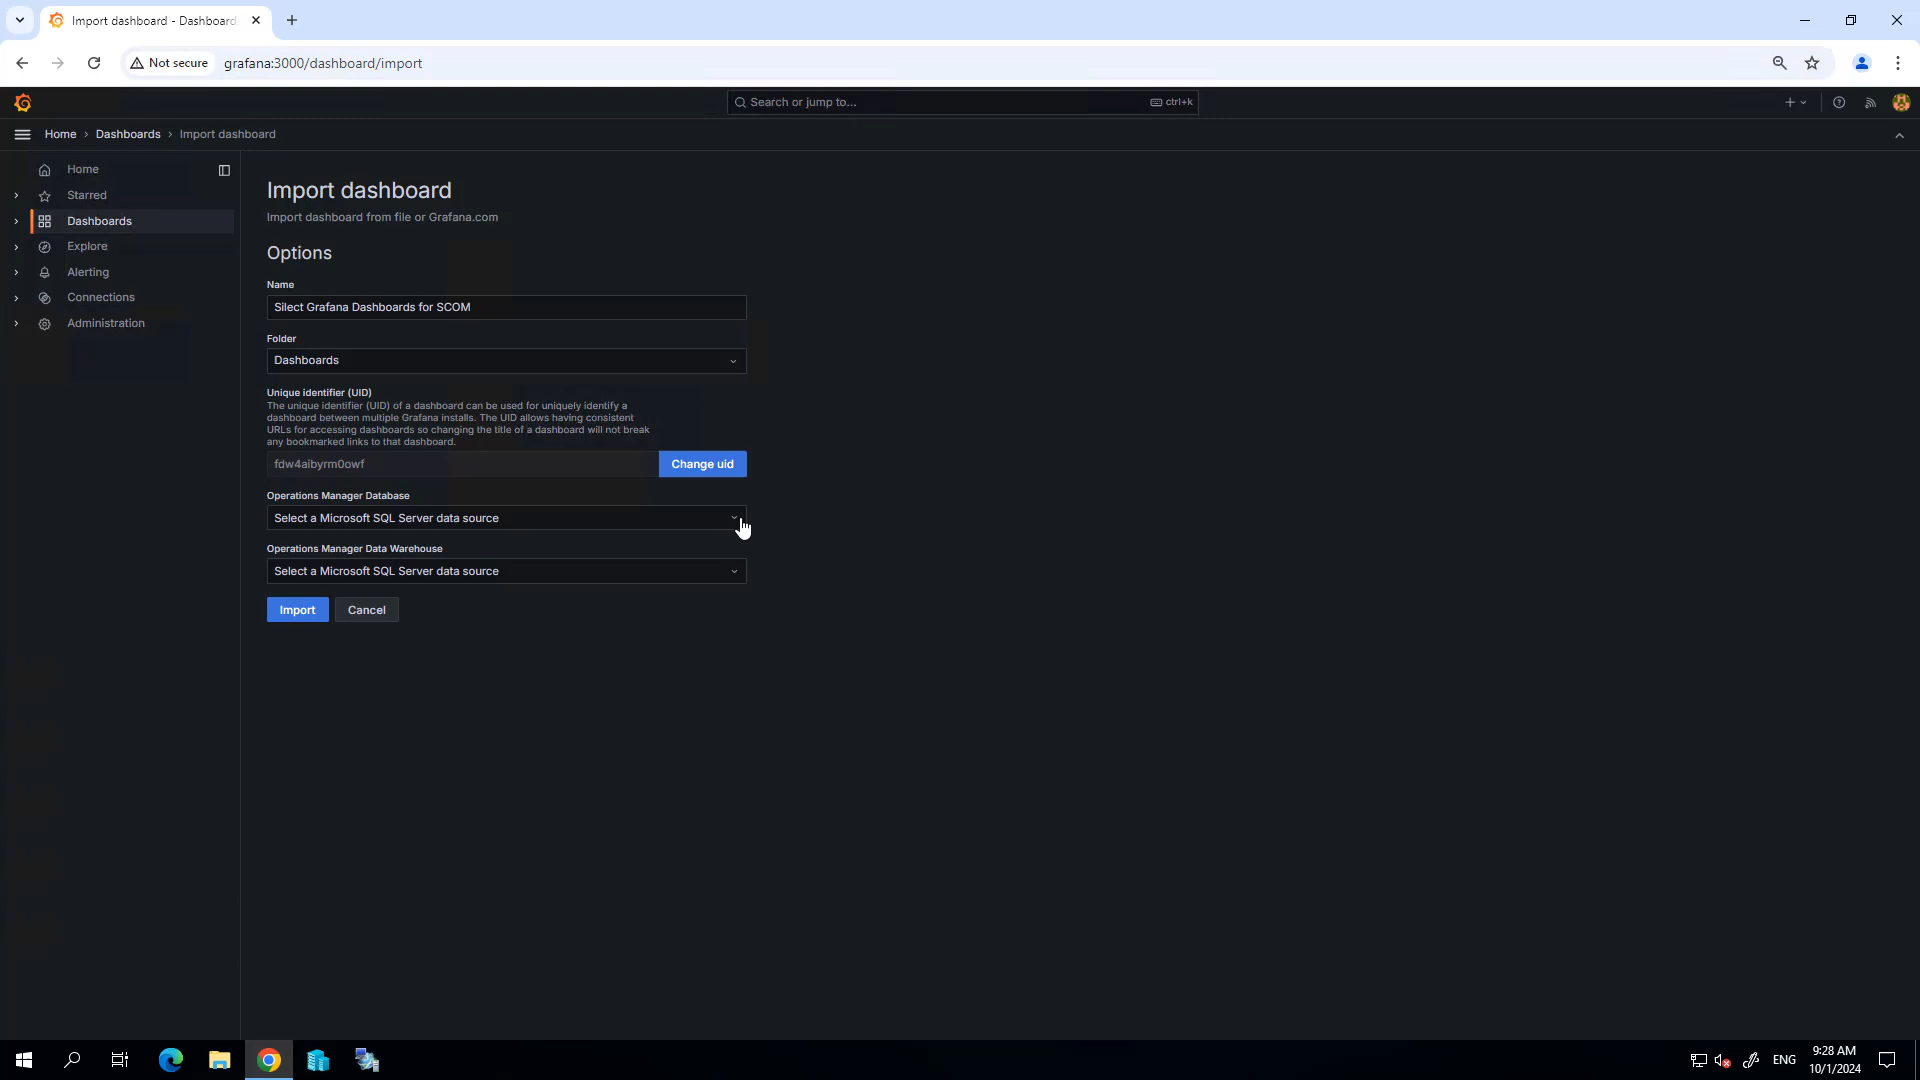 Import dashboard - Dashboard
Not secure
grafana:3000/dashboard/import
Search or jump to...
ctrl+k
Home › Dashboards › Import dashboard
Home
Starred
Dashboards
Explore
Alerting
Connections
Administration
Import dashboard
Import dashboard from file or Grafana.com
Options
Name
Silect Grafana Dashboards for SCOM
Folder
Dashboards
Unique identifier (UID)
The unique identifier (UID) of a dashboard can be used for uniquely identify a
dashboard between multiple Grafana installs. The UID allows having consistent
URLs for accessing dashboards so changing the title of a dashboard will not break
any bookmarked links to that dashboard.
fdw4aibyrm0owf
Change uid
Operations Manager Database
Select a Microsoft SQL Server data source
Operations Manager Data Warehouse
Select a Microsoft SQL Server data source
Import
Cancel
ENG
9:28 AM
10/1/2024